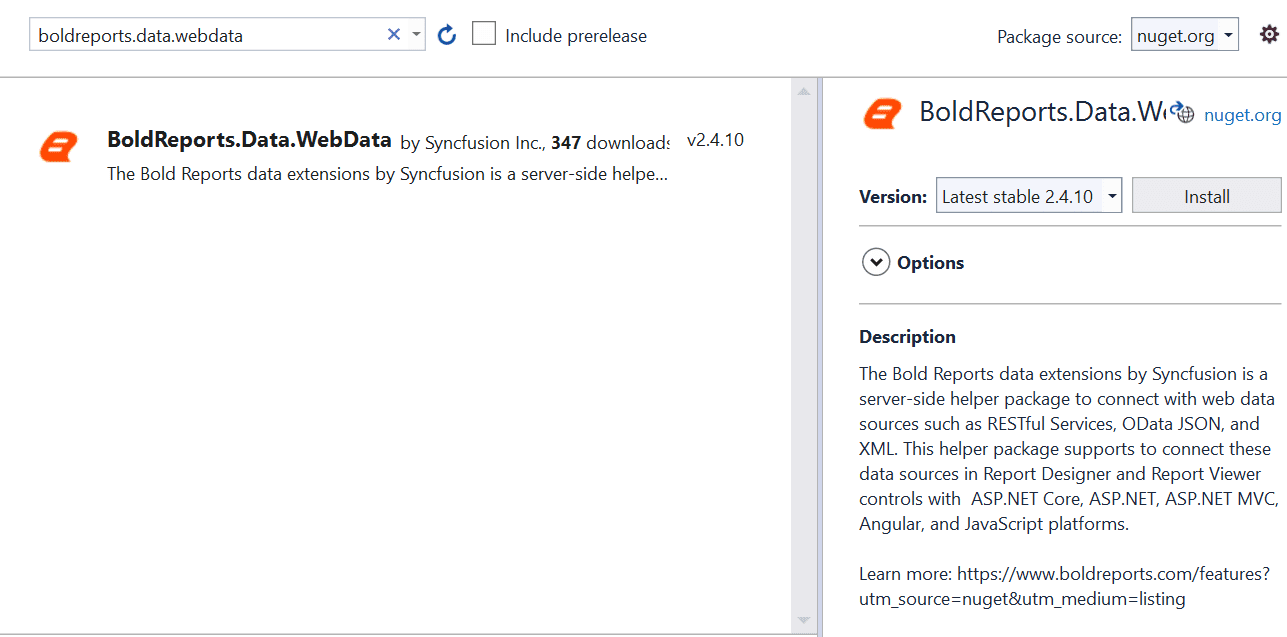 boldreports.data.webdata
Include prerelease
Package source: nuget.org
BoldReports.Data.WebData by Syncfusion Inc., 347 downloads v2.4.10
The Bold Reports data extensions by Syncfusion is a server-side helpe...
BoldReports.Data.We nuget.org
Version: Latest stable 2.4.10 Install
Options
Description
The Bold Reports data extensions by Syncfusion is a
server-side helper package to connect with web data
sources such as RESTful Services, OData JSON, and
XML. This helper package supports to connect these
data sources in Report Designer and Report Viewer
controls with  ASP.NET Core, ASP.NET, ASP.NET MVC,
Angular, and JavaScript platforms.
Learn more: https://www.boldreports.com/features?
utm_source=nuget&utm_medium=listing